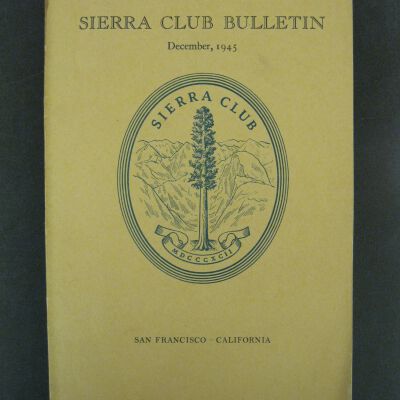 SIERRA CLUB BULLETIN
December, 1945
SIERRA CLUB
MDCCCXCII
SAN FRANCISCO – CALIFORNIA